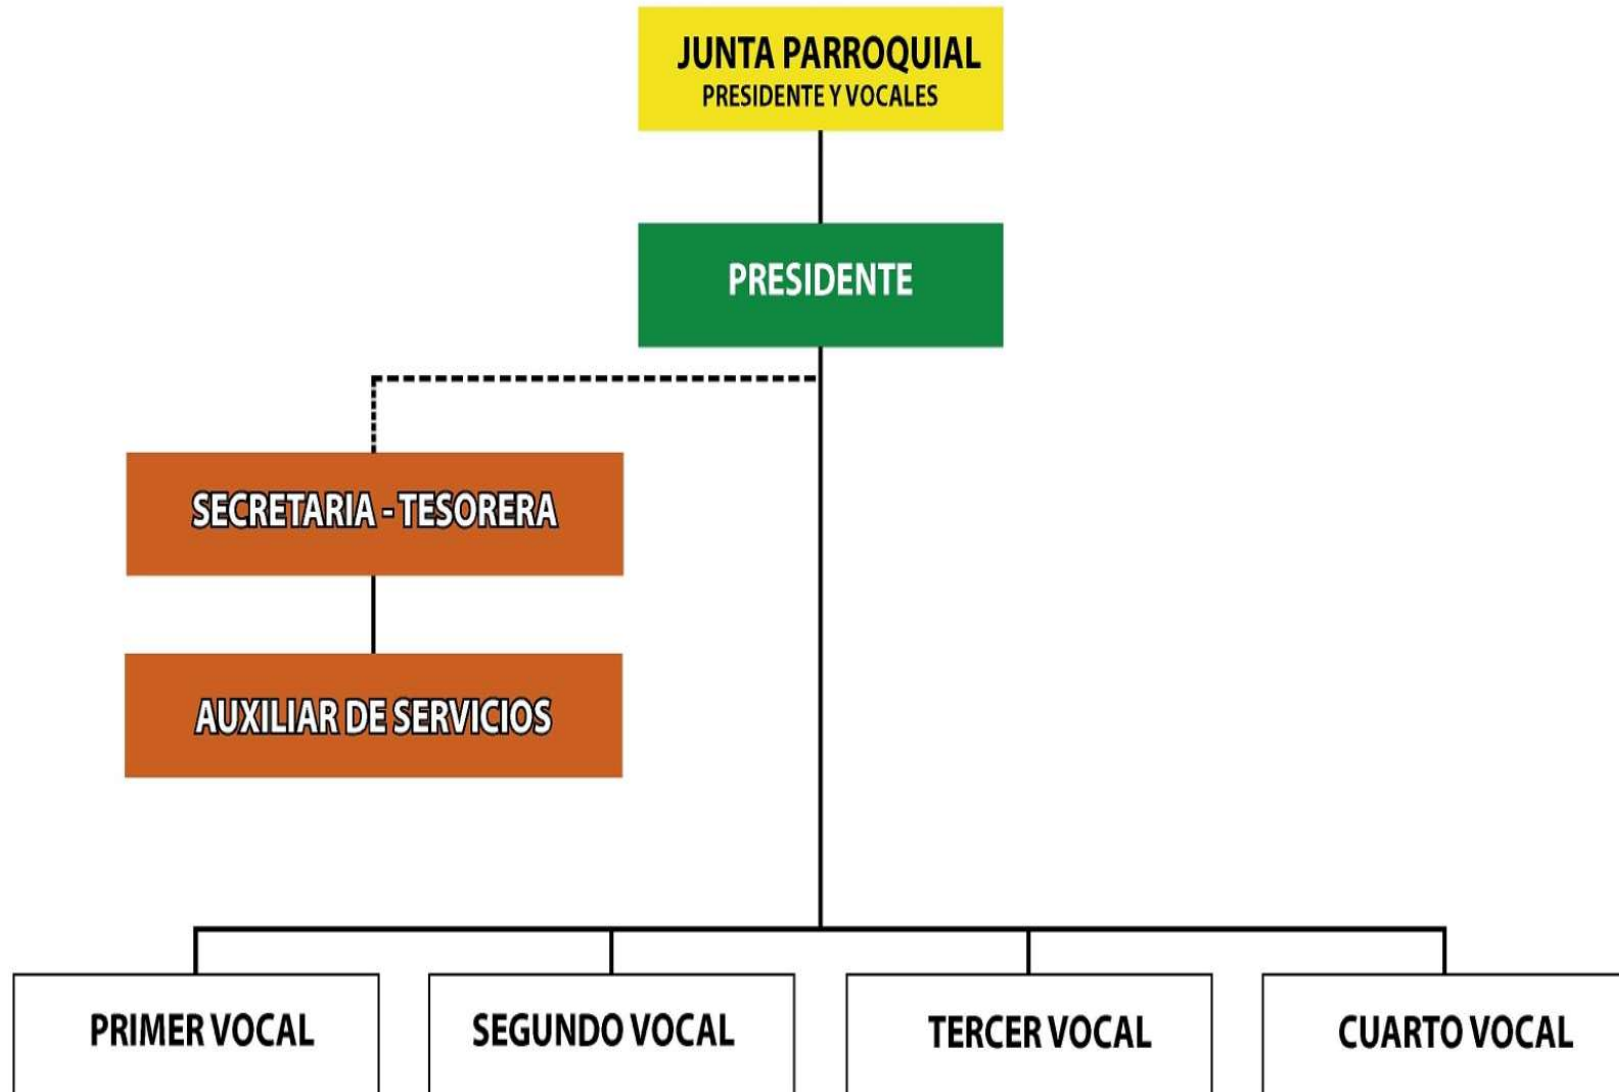 JUNTA PARROQUIAL
PRESIDENTE Y VOCALES
PRESIDENTE
SECRETARIA - TESORERA
AUXILIAR DE SERVICIOS
PRIMER VOCAL
SEGUNDO VOCAL
TERCER VOCAL
CUARTO VOCAL